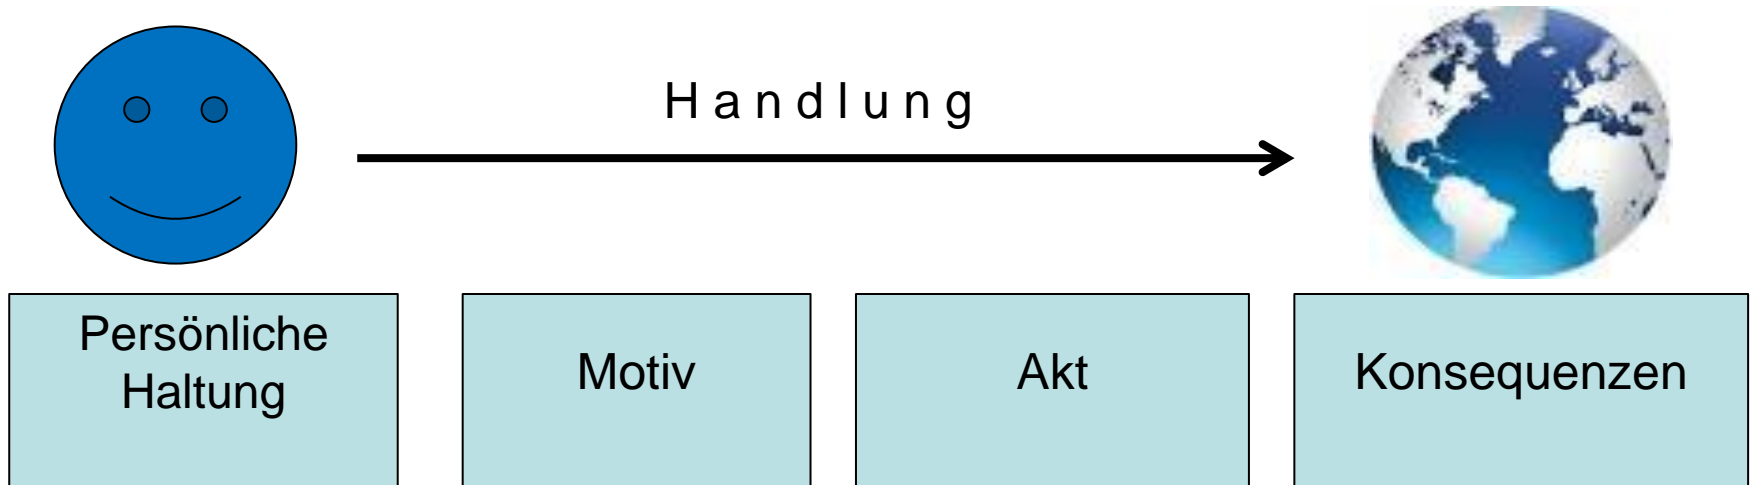 Handlung
Persönliche
Haltung
Motiv
Akt
Konsequenzen